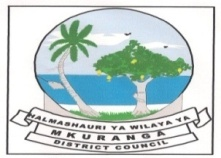 HALMASHAURI YA WILAYA YA
MKURANGA
DISTRICT COUNCIL